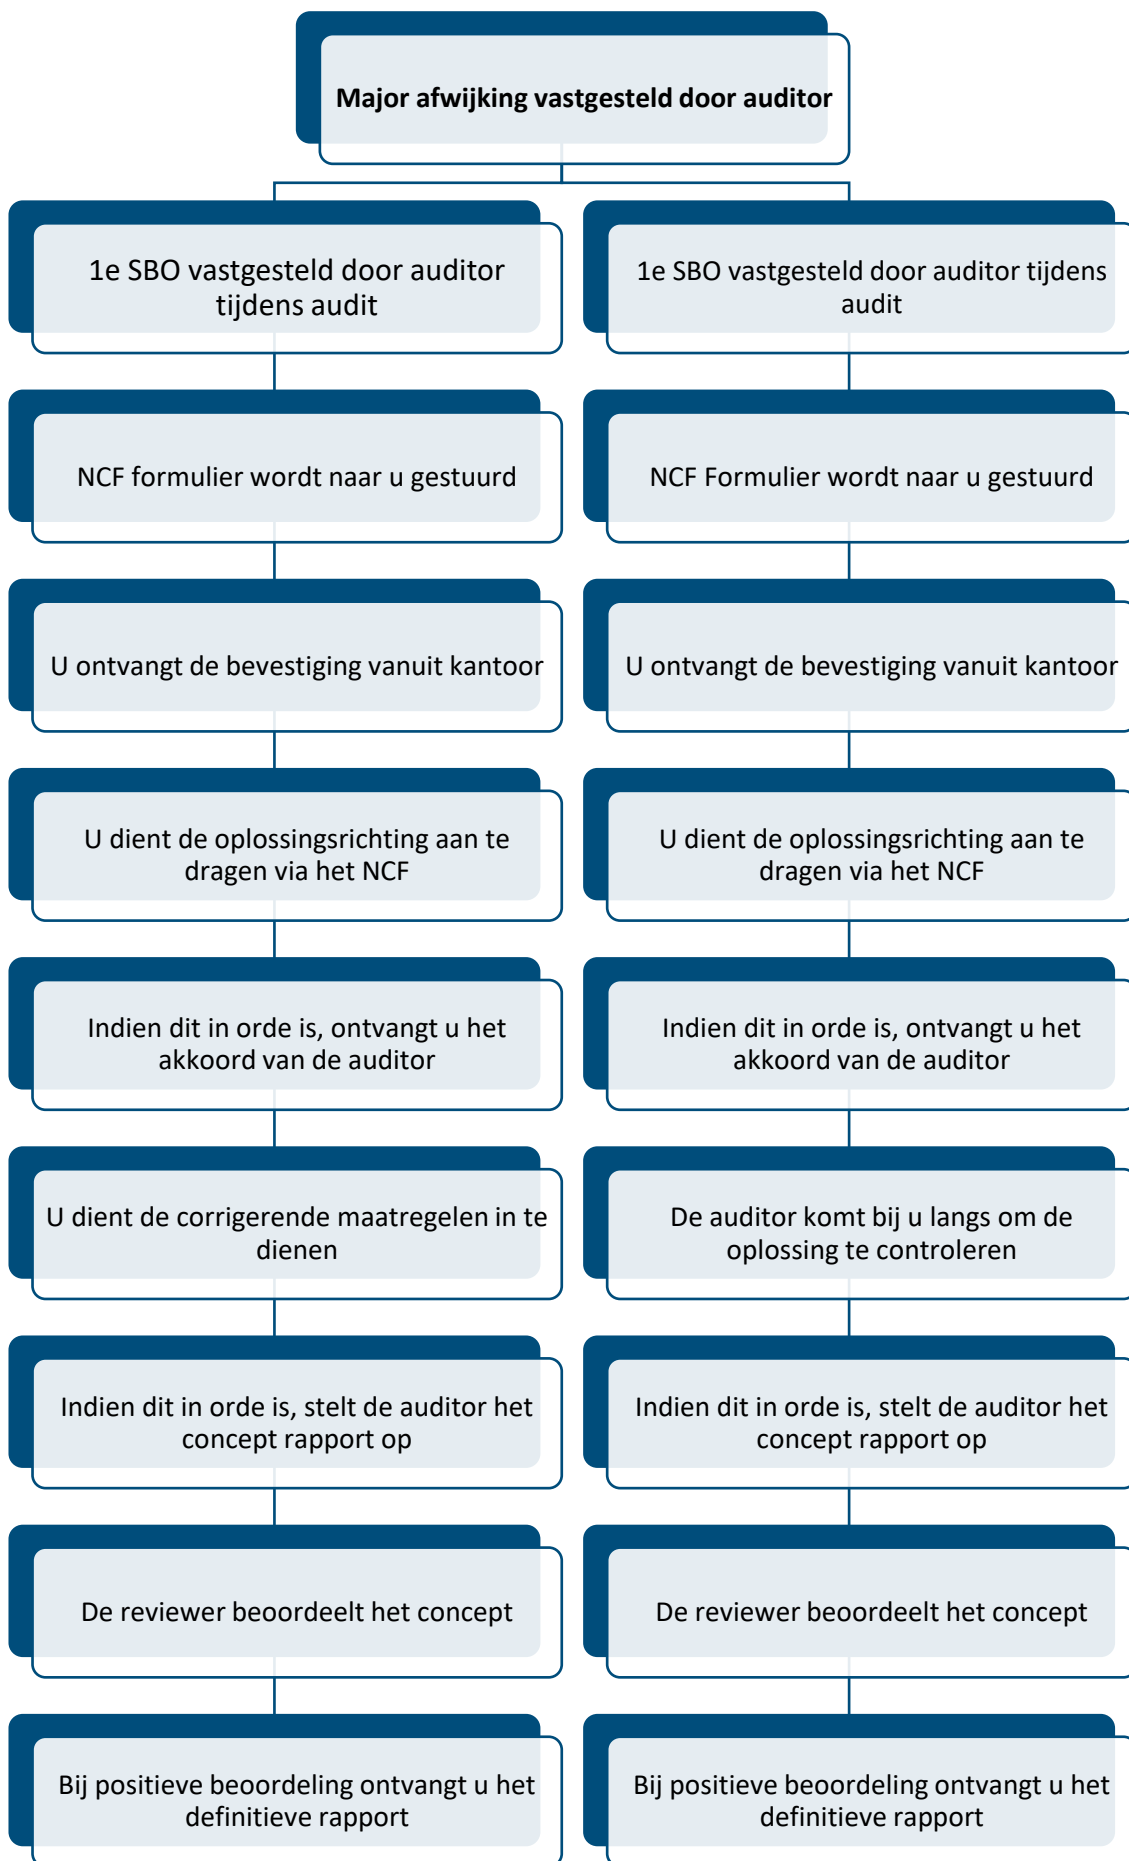 Major afwijking vastgesteld door auditor
1e SBO vastgesteld door auditor
tijdens audit
NCF formulier wordt naar u gestuurd
U ontvangt de bevestiging vanuit kantoor
U dient de oplossingsrichting aan te
dragen via het NCF
Indien dit in orde is, ontvangt u het
akkoord van de auditor
U dient de corrigerende maatregelen in te
dienen
Indien dit in orde is, stelt de auditor het
concept rapport op
De reviewer beoordeelt het concept
Bij positieve beoordeling ontvangt u het
definitieve rapport
1e SBO vastgesteld door auditor tijdens
audit
NCF Formulier wordt naar u gestuurd
U ontvangt de bevestiging vanuit kantoor
U dient de oplossingsrichting aan te
dragen via het NCF
Indien dit in orde is, ontvangt u het
akkoord van de auditor
De auditor komt bij u langs om de
oplossing te controleren
Indien dit in orde is, stelt de auditor het
concept rapport op
De reviewer beoordeelt het concept
Bij positieve beoordeling ontvangt u het
definitieve rapport